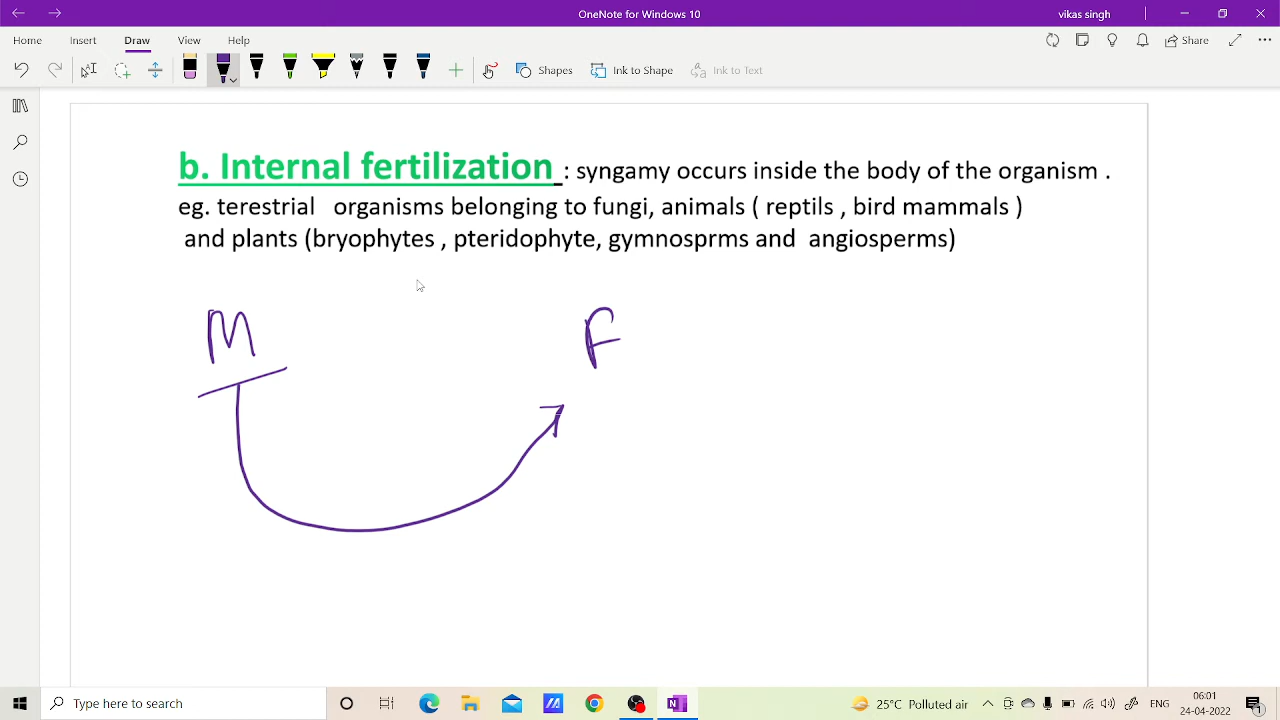 OneNote for Windows 10
vikas singh
Home Insert Draw View Help
Share
Shapes Ink to Shape Ink to Text
b. Internal fertilization : syngamy occurs inside the body of the organism .
eg. terestrial organisms belonging to fungi, animals ( reptils , bird mammals )
and plants (bryophytes , pteridophyte, gymnosprms and angiosperms)
M F
Type here to search
25°C Polluted air
ENG
06:01
24-04-2022
1